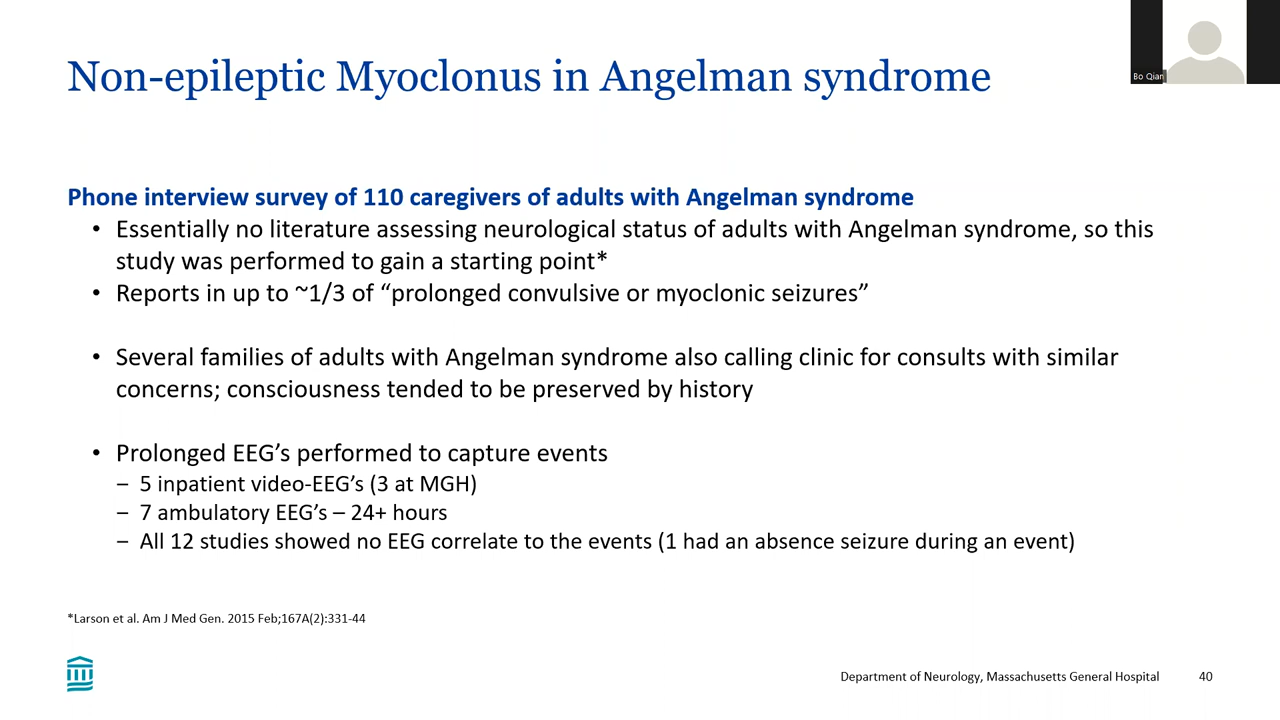 Non-epileptic Myoclonus in Angelman syndrome
Bo Qian
Phone interview survey of 110 caregivers of adults with Angelman syndrome
• Essentially no literature assessing neurological status of adults with Angelman syndrome, so this
study was performed to gain a starting point*
• Reports in up to ~1/3 of “prolonged convulsive or myoclonic seizures”
• Several families of adults with Angelman syndrome also calling clinic for consults with similar
concerns; consciousness tended to be preserved by history
• Prolonged EEG’s performed to capture events
– 5 inpatient video-EEG’s (3 at MGH)
– 7 ambulatory EEG’s – 24+ hours
– All 12 studies showed no EEG correlate to the events (1 had an absence seizure during an event)
*Larson et al. Am J Med Gen. 2015 Feb;167A(2):331-44
Department of Neurology, Massachusetts General Hospital 40